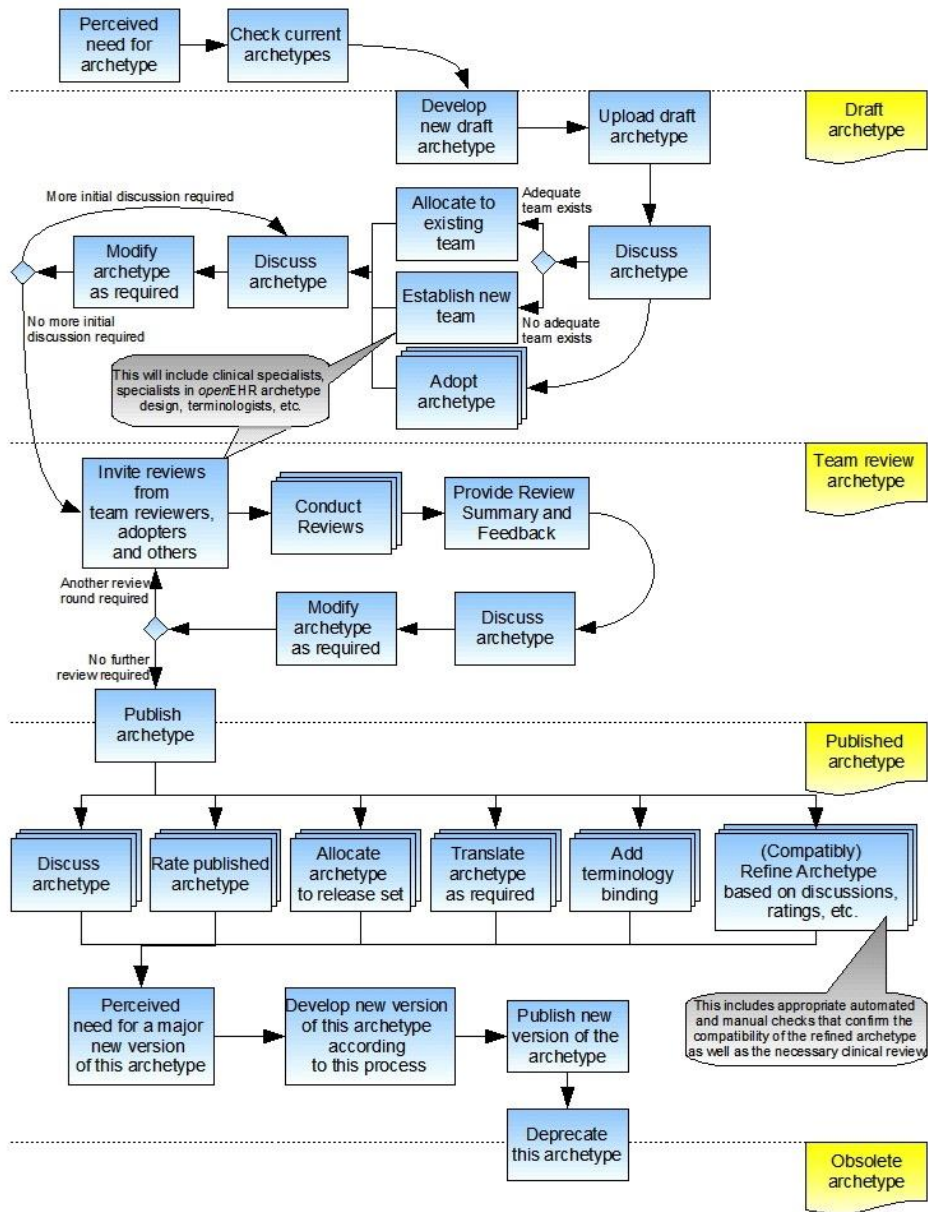 Perceived
need for
archetype
Check current
archetypes
Develop
new draft
archetype
Upload draft
archetype
Draft
archetype
More initial discussion required
Modify
archetype
as required
Discuss
archetype
Allocate to
existing
team
Adequate
team exists
Discuss
archetype
Establish new
team
No adequate
team exists
No more initial
discussion required
Adopt
archetype
This will include clinical specialists,
specialists in openEHR archetype
design, terminologists, etc.
Team review
archetype
Invite reviews
from
team reviewers,
adopters
and others
Conduct
Reviews
Provide Review
Summary and
Feedback
Another review
round required
Modify
archetype
as required
Discuss
archetype
No further
review required
Publish
archetype
Published
archetype
Discuss
archetype
Rate published
archetype
Allocate
archetype
to release set
Translate
archetype
as required
Add
terminology
binding
(Compatibly)
Refine Archetype
based on discussions,
ratings, etc.
Perceived
need for a major
new version
of this archetype
Develop new version
of this archetype
according
to this process
Publish new
version of the
archetype
This includes appropriate automated
and manual checks that confirm the
compatibility of the refined archetype
as well as the necessary clinical review
Deprecate
this archetype
Obsolete
archetype